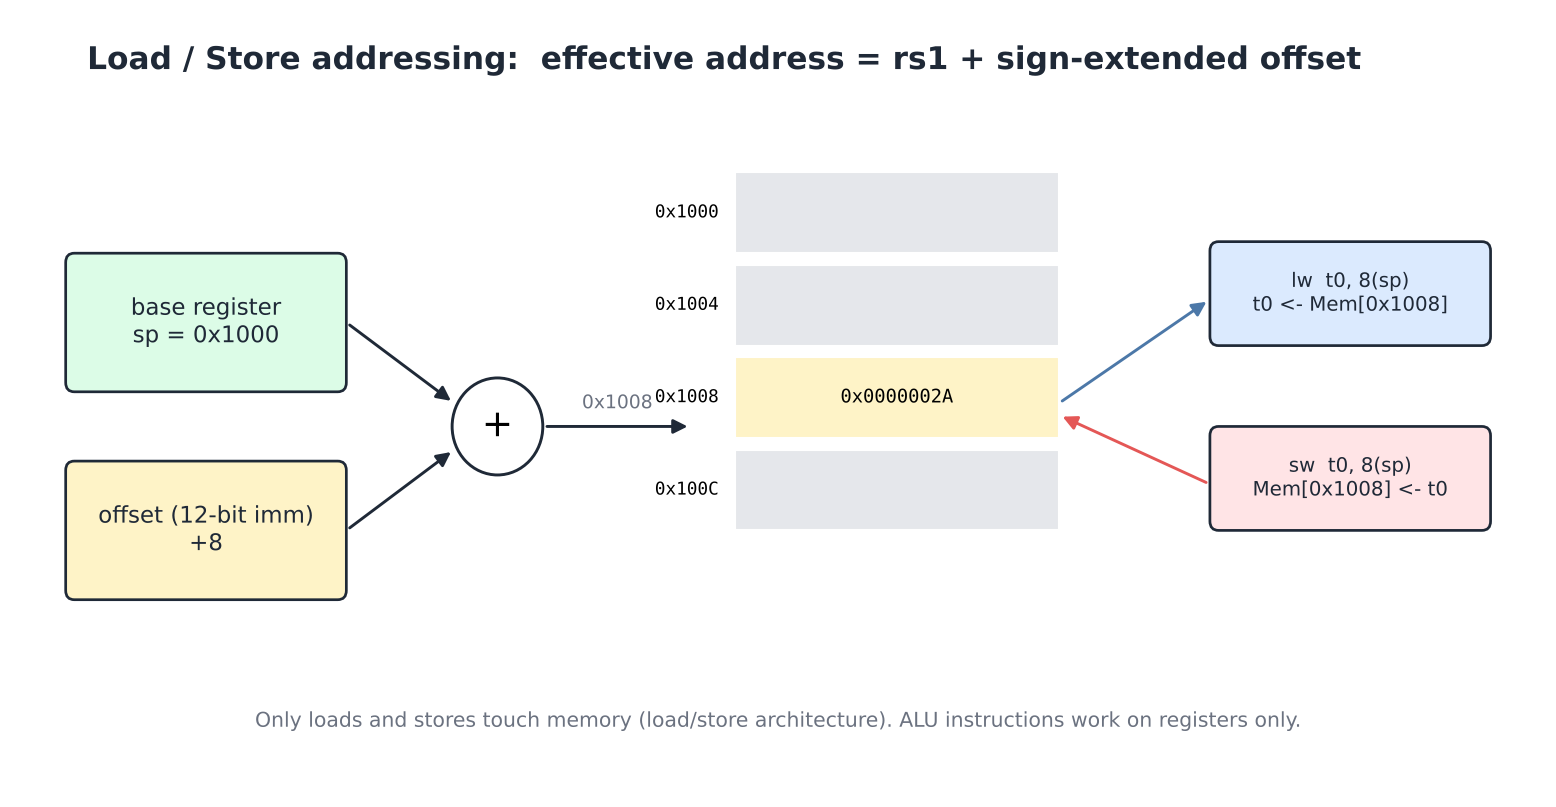 Load / Store addressing:  effective address = rs1 + sign-extended offset
base register
sp = 0x1000
offset (12-bit imm)
+8
+
0x1008
0x1000
0x1004
0x1008
0x0000002A
0x100C
lw  t0, 8(sp)
t0 <- Mem[0x1008]
sw  t0, 8(sp)
Mem[0x1008] <- t0
Only loads and stores touch memory (load/store architecture). ALU instructions work on registers only.